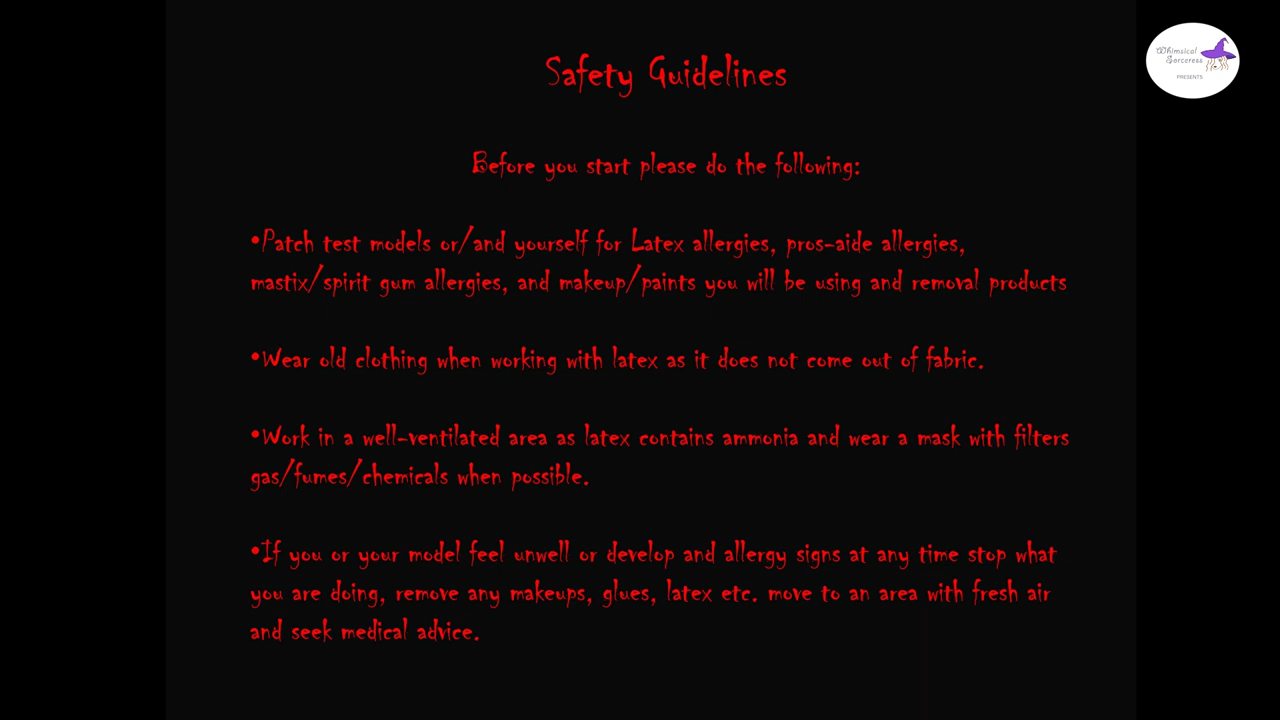 Safety Guidelines
Whimsical
Sorceress
PRESENTS
Before you start please do the following:
•Patch test models or/and yourself for Latex allergies, pros-aide allergies,
mastix/spirit gum allergies, and makeup/paints you will be using and removal products
•Wear old clothing when working with latex as it does not come out of fabric.
•Work in a well-ventilated area as latex contains ammonia and wear a mask with filters
gas/fumes/chemicals when possible.
•If you or your model feel unwell or develop and allergy signs at any time stop what
you are doing, remove any makeups, glues, latex etc. move to an area with fresh air
and seek medical advice.